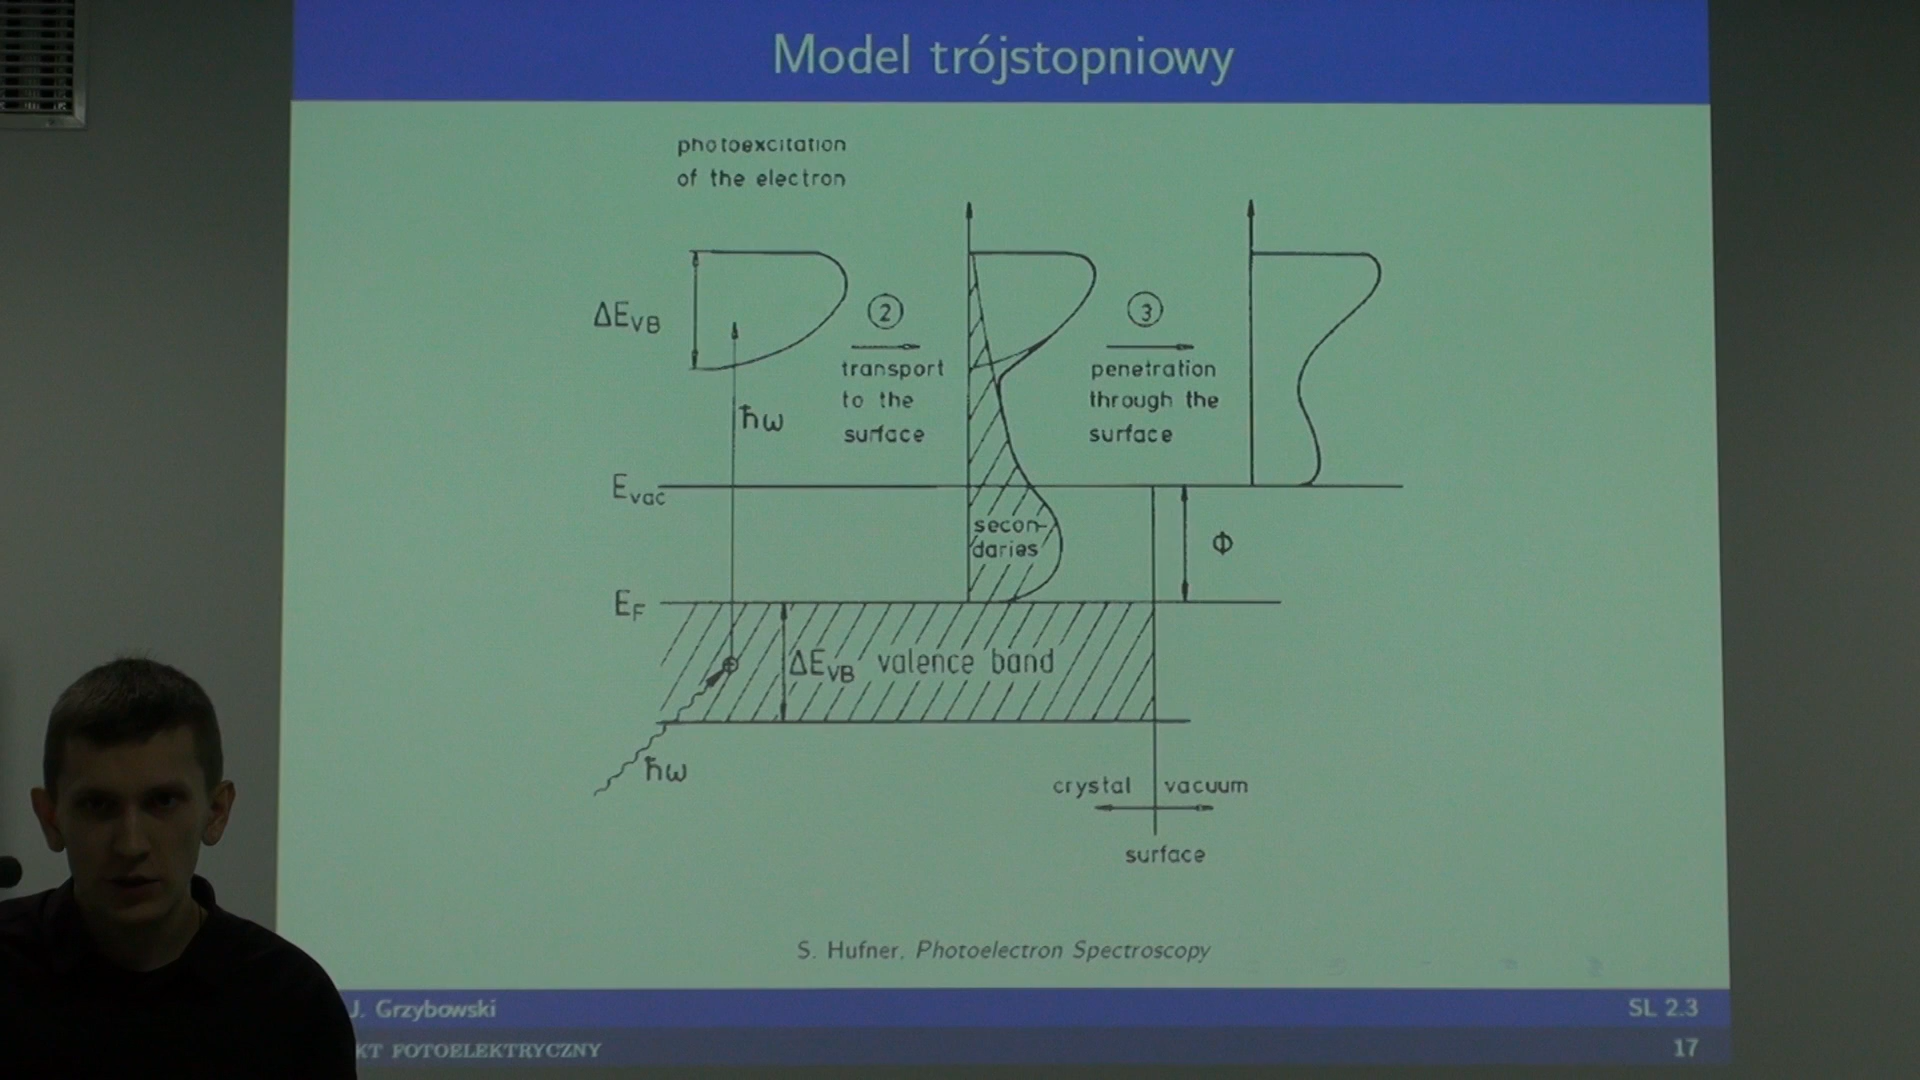 Model trójstopniowy
photoexcitation
of the electron
ΔE_VB
②
transport
to the
surface
③
penetration
through the
surface
ħω
E_vac
secon-
daries
Φ
E_F
ΔE_VB valence band
ħω
crystal vacuum
surface
S. Hufner, Photoelectron Spectroscopy
J. Grzybowski
SL 2.3
KT FOTOELEKTRYCZNY
17